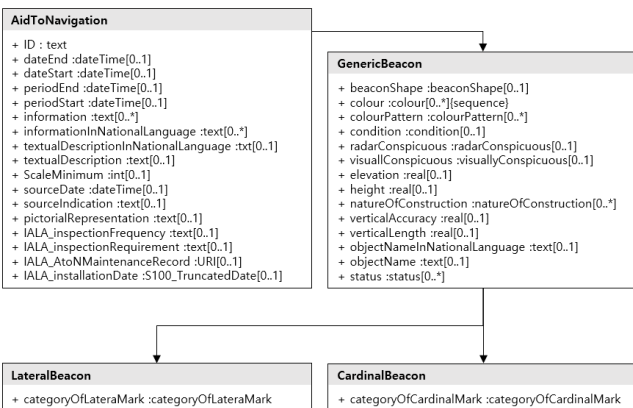 AidToNavigation
+ ID : text
+ dateEnd :dateTime[0..1]
+ dateStart :dateTime[0..1]
+ periodEnd :dateTime[0..1]
+ periodStart :dateTime[0..1]
+ information :text[0..*]
+ informationInNationalLanguage :text[0..*]
+ textualDescriptionInNationalLanguage :txt[0..1]
+ textualDescription :text[0..1]
+ ScaleMinimum :int[0..1]
+ sourceDate :dateTime[0..1]
+ sourceIndication :text[0..1]
+ pictorialRepresentation :text[0..1]
+ IALA_inspectionFrequency :text[0..1]
+ IALA_inspectionRequirement :text[0..1]
+ IALA_AtoNMaintenanceRecord :URI[0..1]
+ IALA_installationDate :S100_TruncatedDate[0..1]
GenericBeacon
+ beaconShape :beaconShape[0..1]
+ colour :colour[0..*]{sequence}
+ colourPattern :colourPattern[0..*]
+ condition :condition[0..1]
+ radarConspicuous :radarConspicuous[0..1]
+ visuallConspicuous :visuallyConspicuous[0..1]
+ elevation :real[0..1]
+ height :real[0..1]
+ natureOfConstruction :natureOfConstruction[0..*]
+ verticalAccuracy :real[0..1]
+ verticalLength :real[0..1]
+ objectNameInNationalLanguage :text[0..1]
+ objectName :text[0..1]
+ status :status[0..*]
LateralBeacon
+ categoryOfLateraMark :categoryOfLateraMark
CardinalBeacon
+ categoryOfCardinalMark :categoryOfCardinalMark